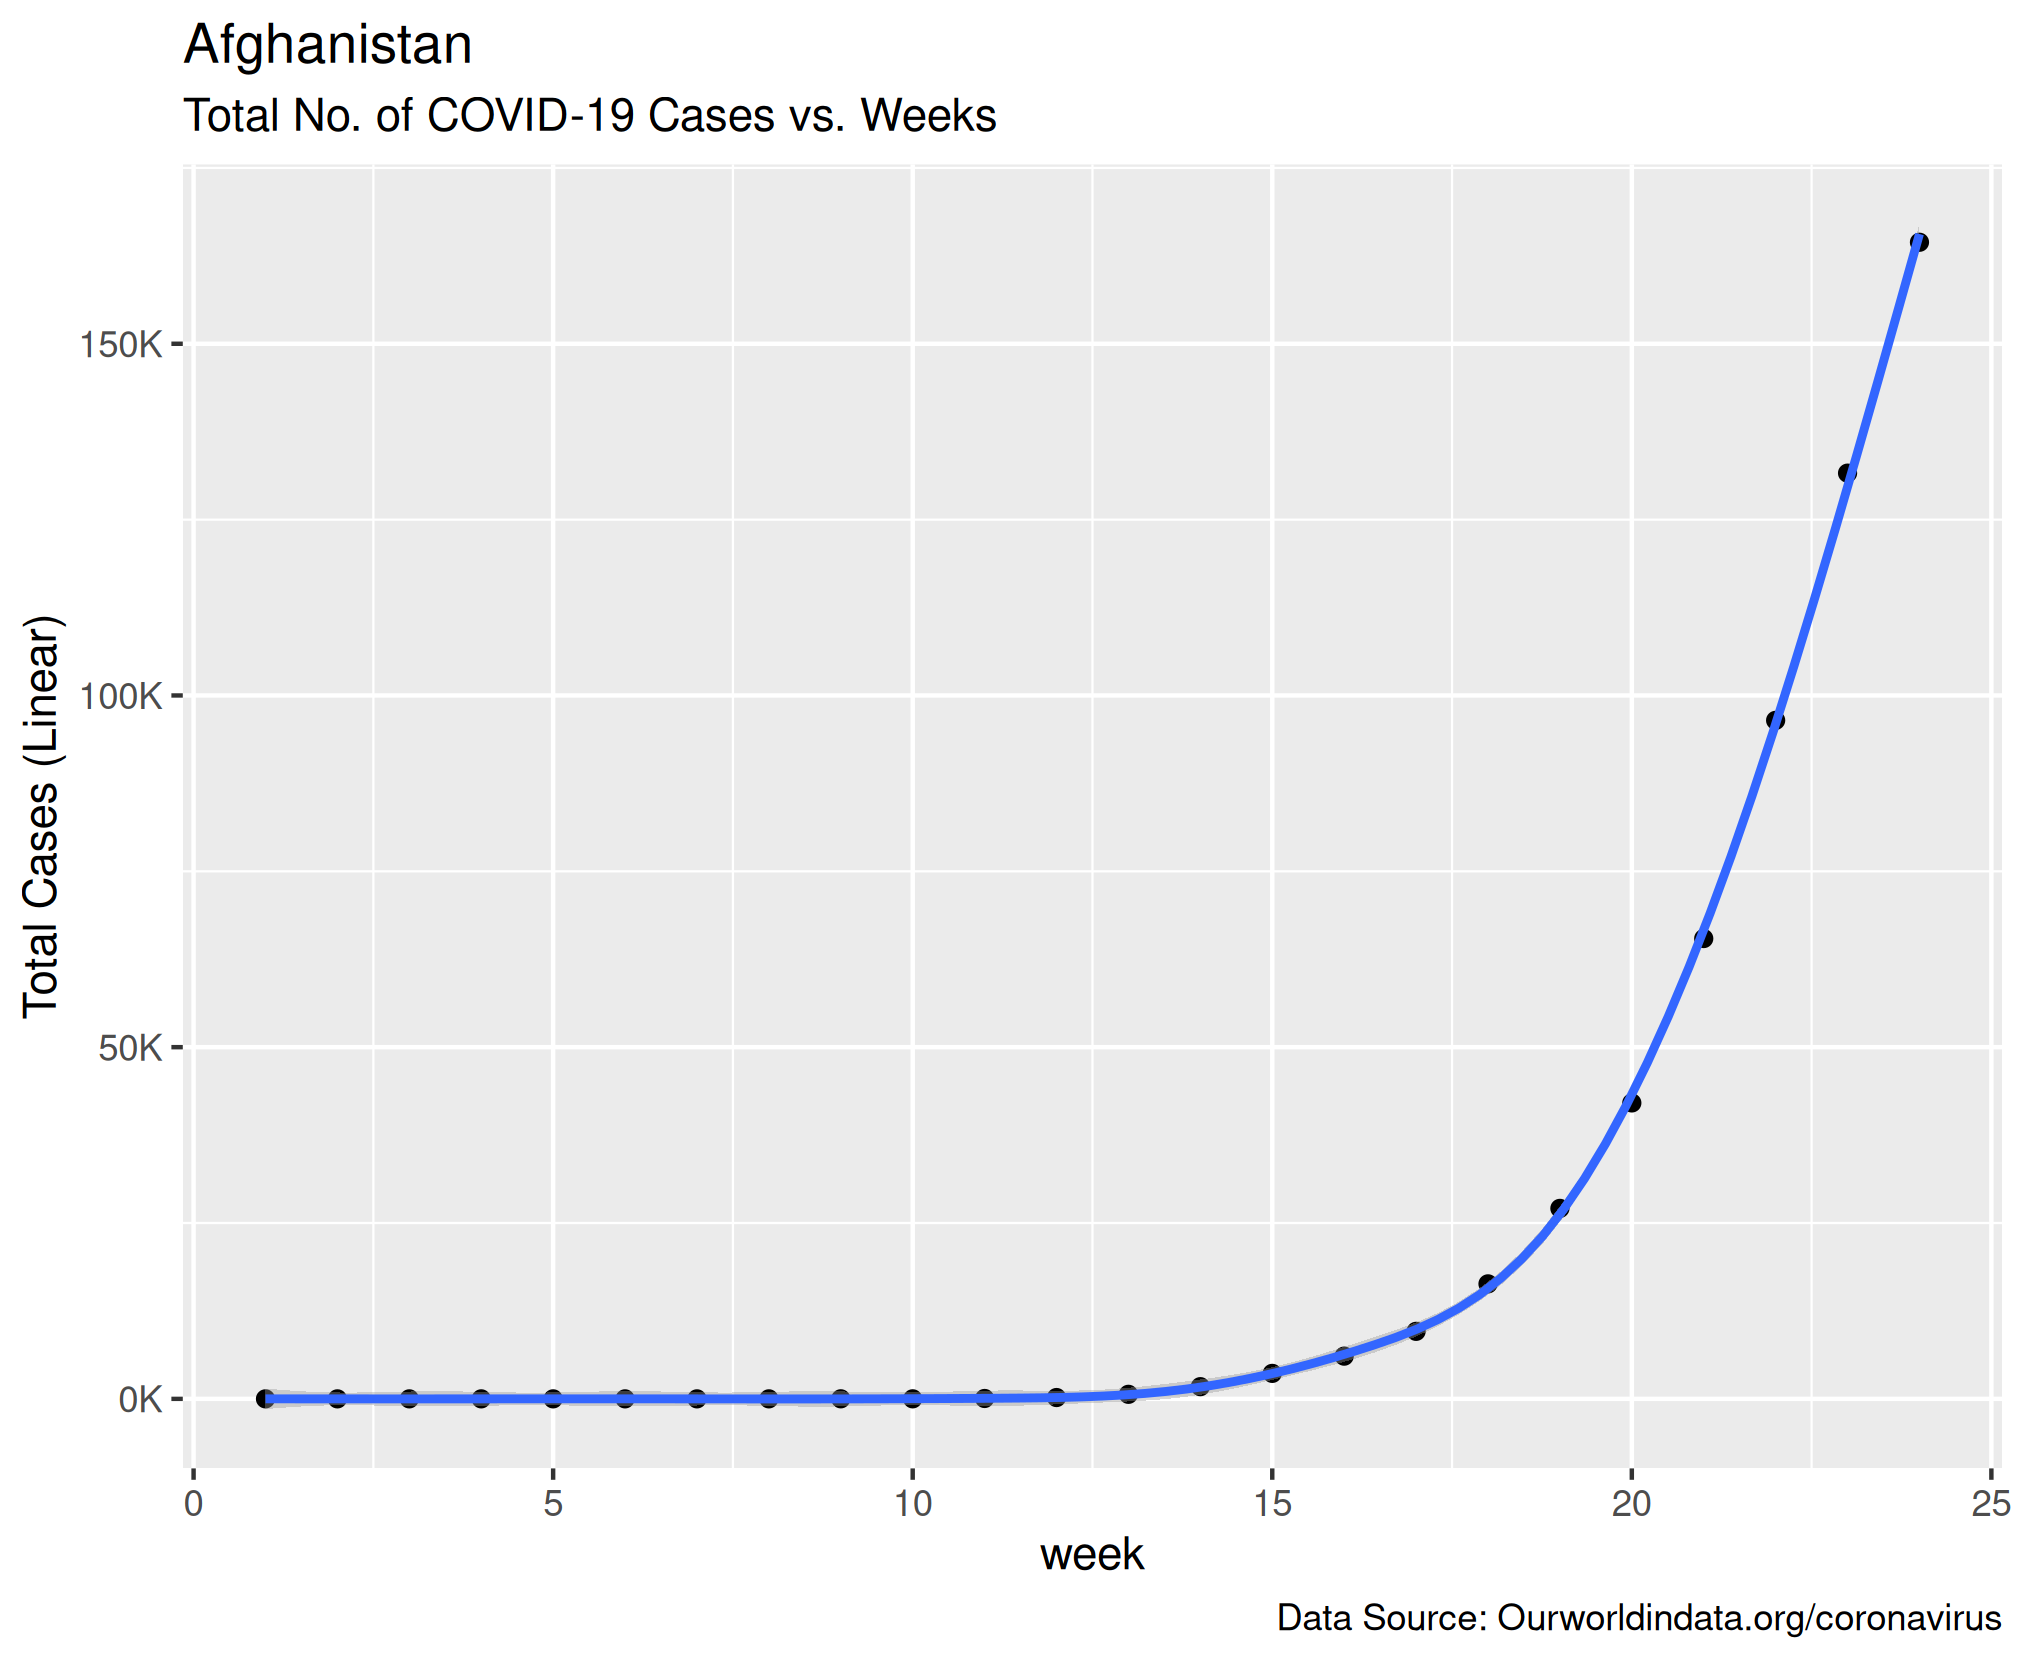 Afghanistan
Total No. of COVID-19 Cases vs. Weeks
Total Cases (Linear)
150K
100K
50K
0K
0 5 10 15 20 25
week
Data Source: Ourworldindata.org/coronavirus